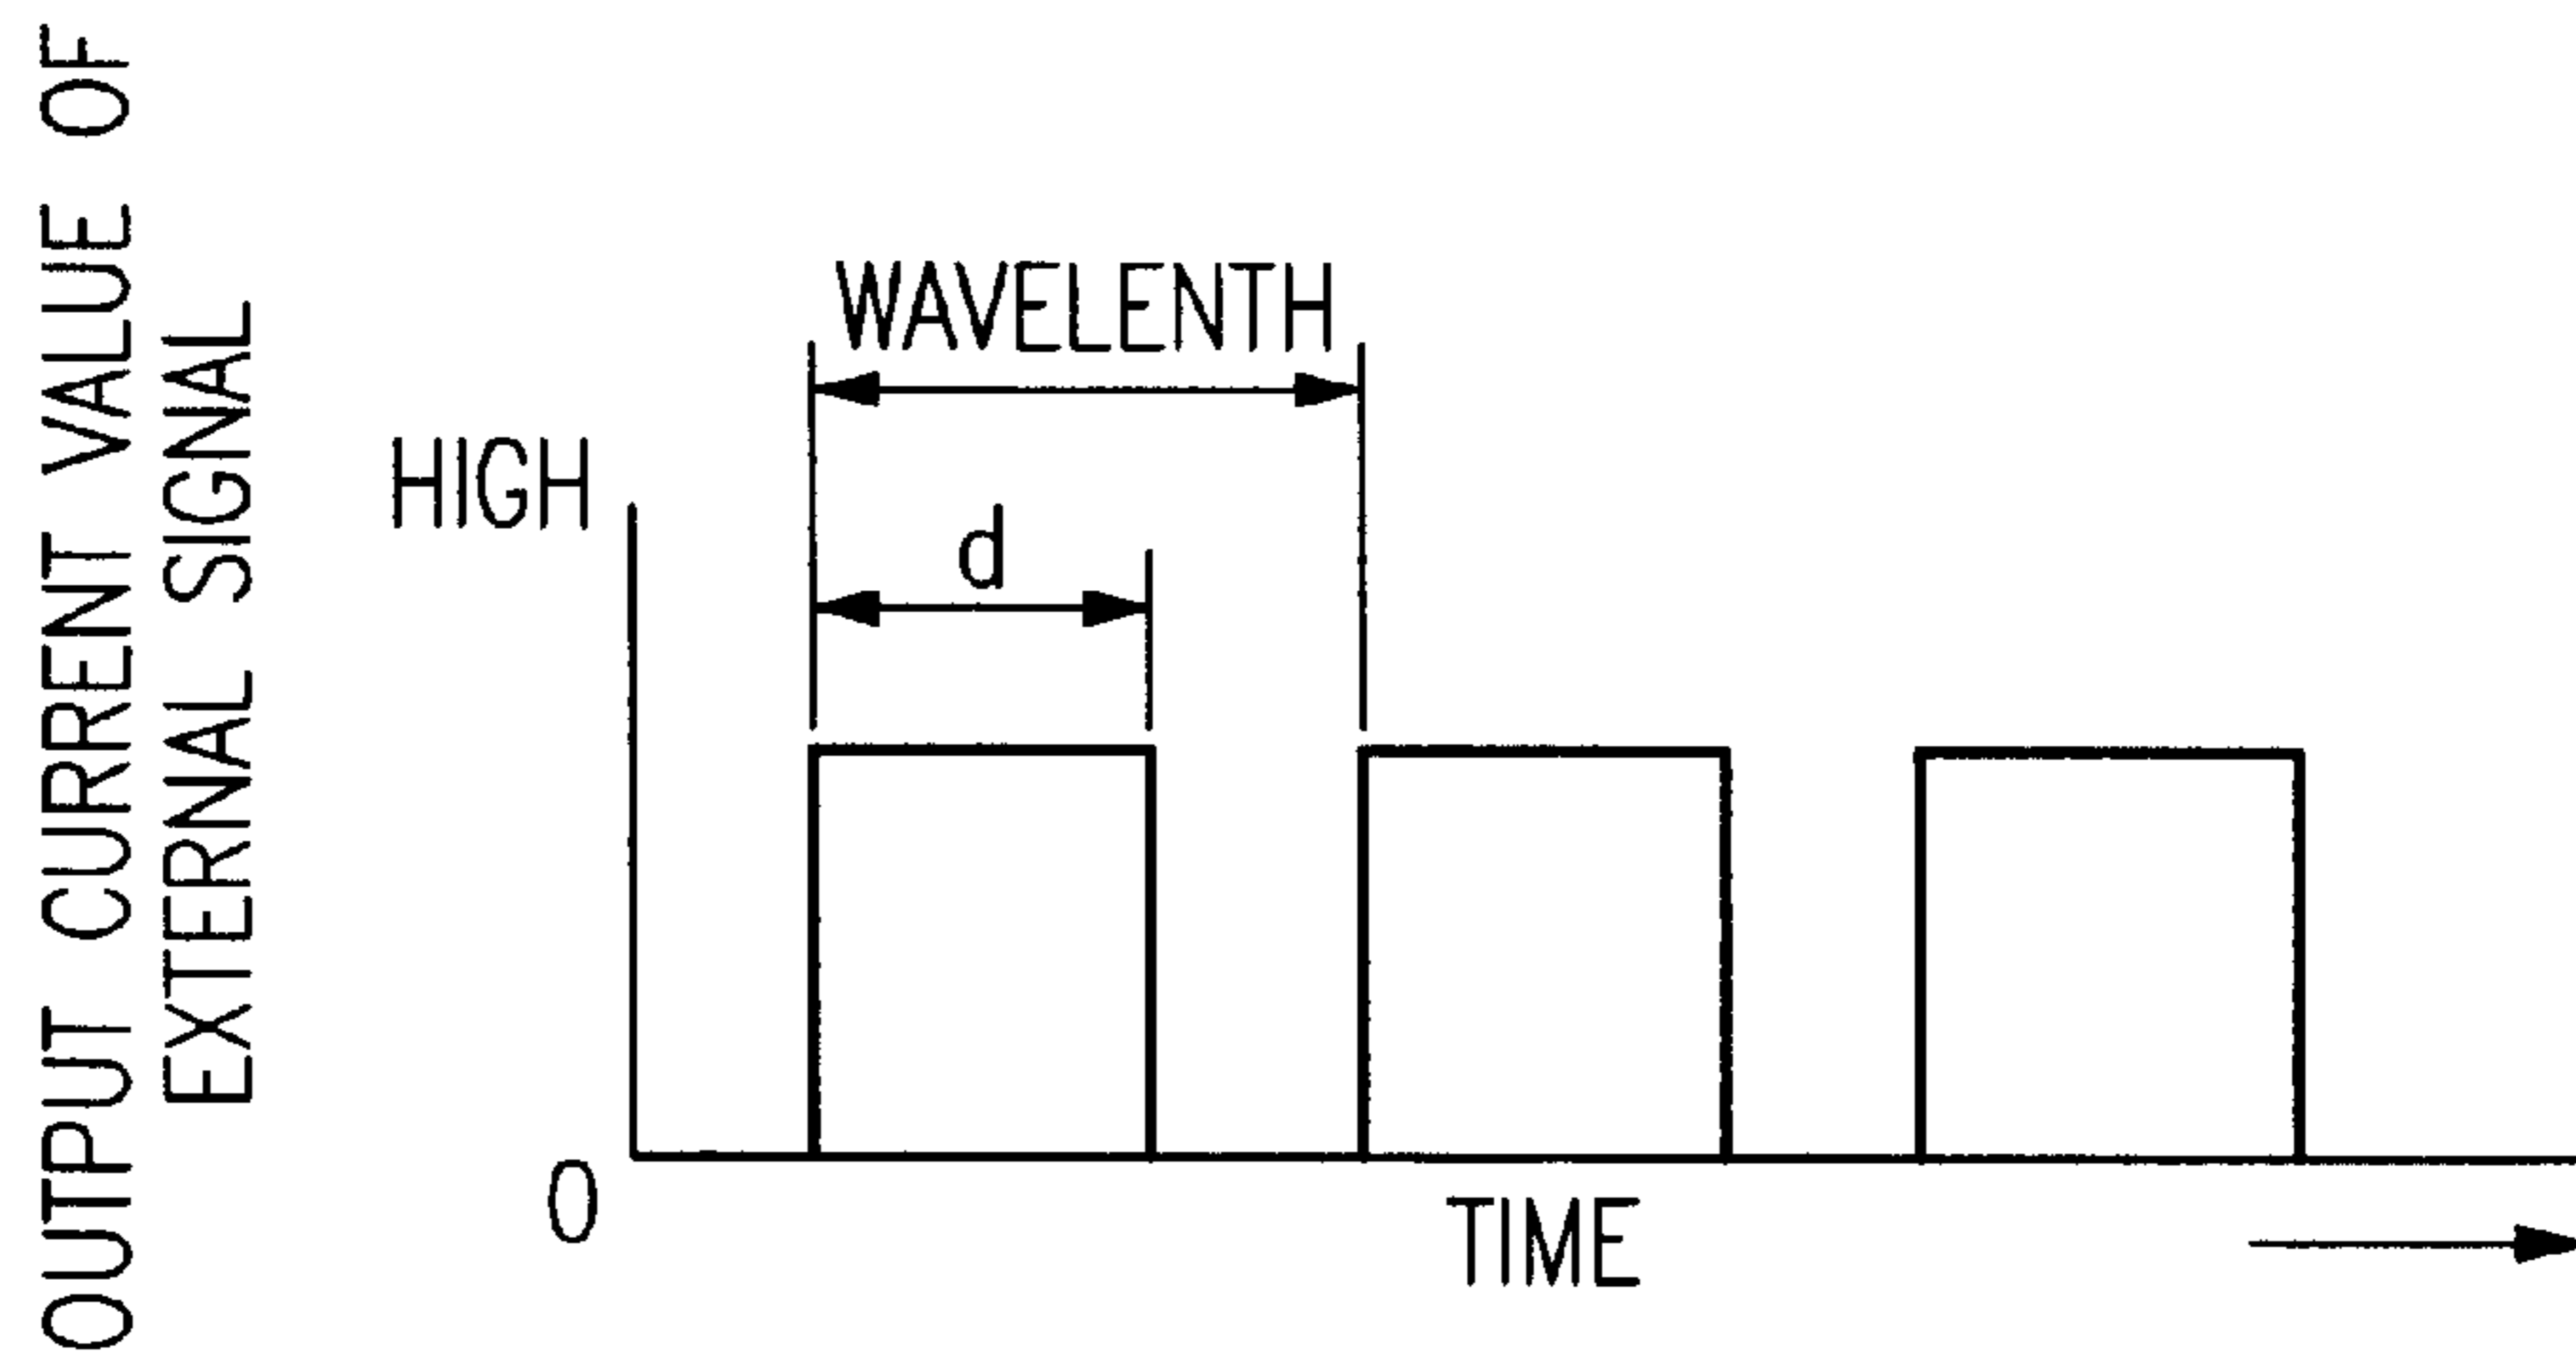 OUTPUT CURRENT VALUE OF
EXTERNAL SIGNAL
WAVELENTH
HIGH
d
0
TIME